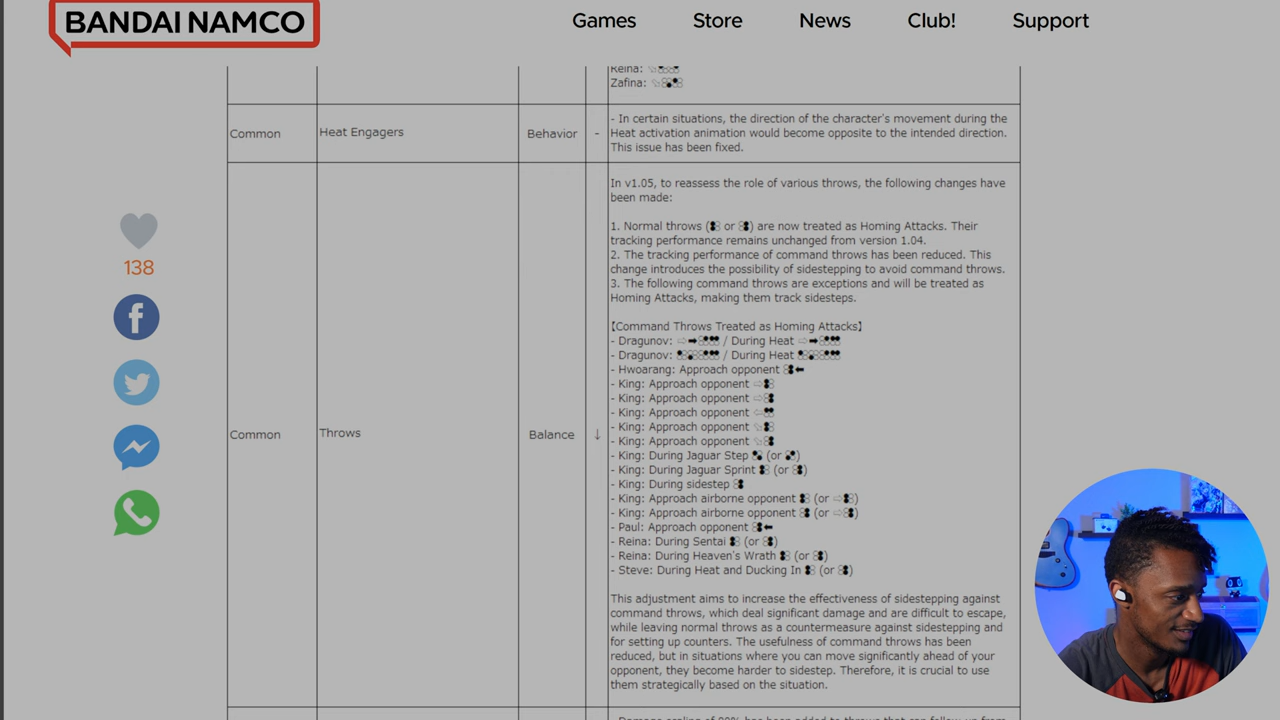 BANDAI NAMCO
Games
Store
News
Club!
Support
Reina:
Zafina:
Common
Heat Engagers
Behavior
-
- In certain situations, the direction of the character's movement during the
Heat activation animation would become opposite to the intended direction.
This issue has been fixed.
138
Common
Throws
Balance
↓
In v1.05, to reassess the role of various throws, the following changes have
been made:
1. Normal throws ( or ) are now treated as Homing Attacks. Their
tracking performance remains unchanged from version 1.04.
2. The tracking performance of command throws has been reduced. This
change introduces the possibility of sidestepping to avoid command throws.
3. The following command throws are exceptions and will be treated as
Homing Attacks, making them track sidesteps.
【Command Throws Treated as Homing Attacks】
- Dragunov: / During Heat
- Dragunov: / During Heat
- Hwoarang: Approach opponent
- King: Approach opponent
- King: Approach opponent
- King: Approach opponent
- King: Approach opponent
- King: Approach opponent
- King: During Jaguar Step (or )
- King: During Jaguar Sprint (or )
- King: During sidestep
- King: Approach airborne opponent (or )
- King: Approach airborne opponent (or )
- Paul: Approach opponent
- Reina: During Sentai (or )
- Reina: During Heaven's Wrath (or )
- Steve: During Heat and Ducking In (or )
This adjustment aims to increase the effectiveness of sidestepping against
command throws, which deal significant damage and are difficult to escape,
while leaving normal throws as a countermeasure against sidestepping and
for setting up counters. The usefulness of command throws has been
reduced, but in situations where you can move significantly ahead of your
opponent, they become harder to sidestep. Therefore, it is crucial to use
them strategically based on the situation.